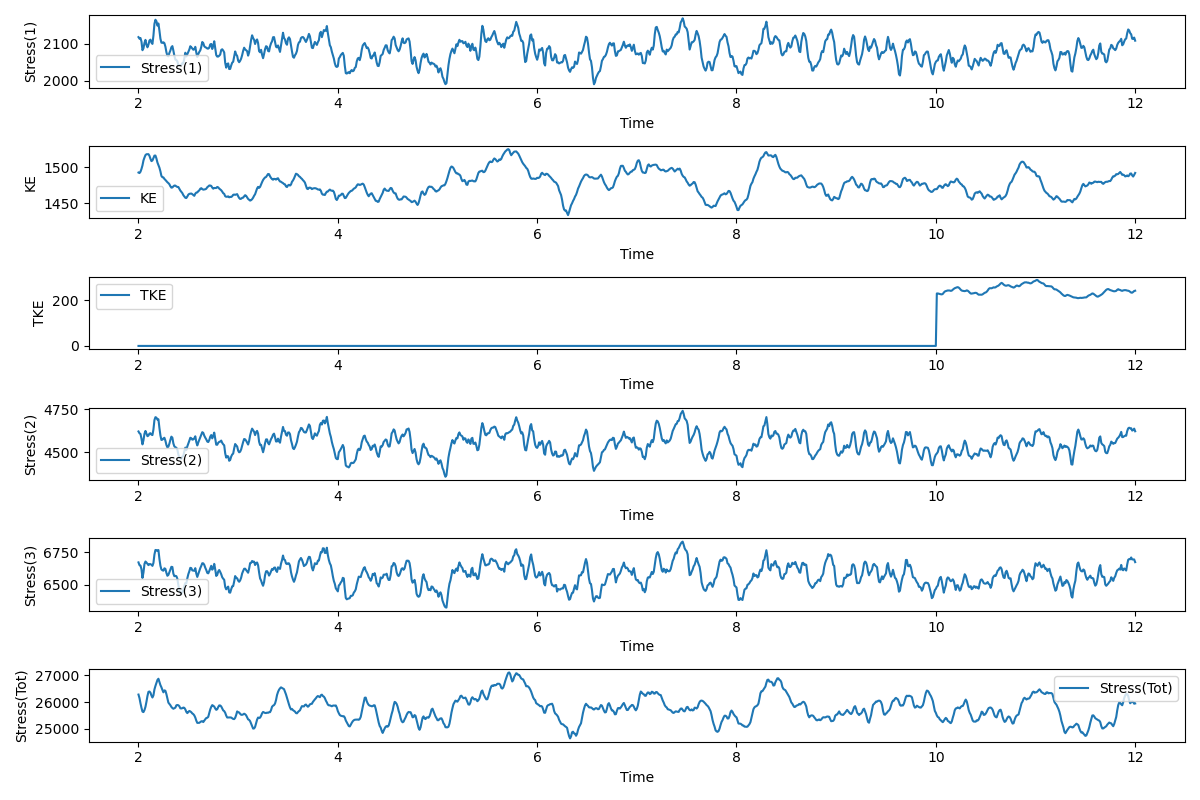 Stress(1)
2100
2000
Stress(1)
2 4 6 8 10 12
Time
KE
1500
1450
KE
2 4 6 8 10 12
Time
TKE
200
0
TKE
2 4 6 8 10 12
Time
Stress(2)
4750
4500
Stress(2)
2 4 6 8 10 12
Time
Stress(3)
6750
6500
Stress(3)
2 4 6 8 10 12
Time
Stress(Tot)
27000
26000
25000
Stress(Tot)
2 4 6 8 10 12
Time